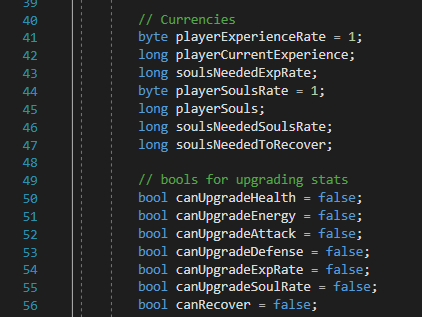 39
40 // Currencies
41 byte playerExperienceRate = 1;
42 long playerCurrentExperience;
43 long soulsNeededExpRate;
44 byte playerSoulsRate = 1;
45 long playerSouls;
46 long soulsNeededSoulsRate;
47 long soulsNeededToRecover;
48
49 // bools for upgrading stats
50 bool canUpgradeHealth = false;
51 bool canUpgradeEnergy = false;
52 bool canUpgradeAttack = false;
53 bool canUpgradeDefense = false;
54 bool canUpgradeExpRate = false;
55 bool canUpgradeSoulRate = false;
56 bool canRecover = false;